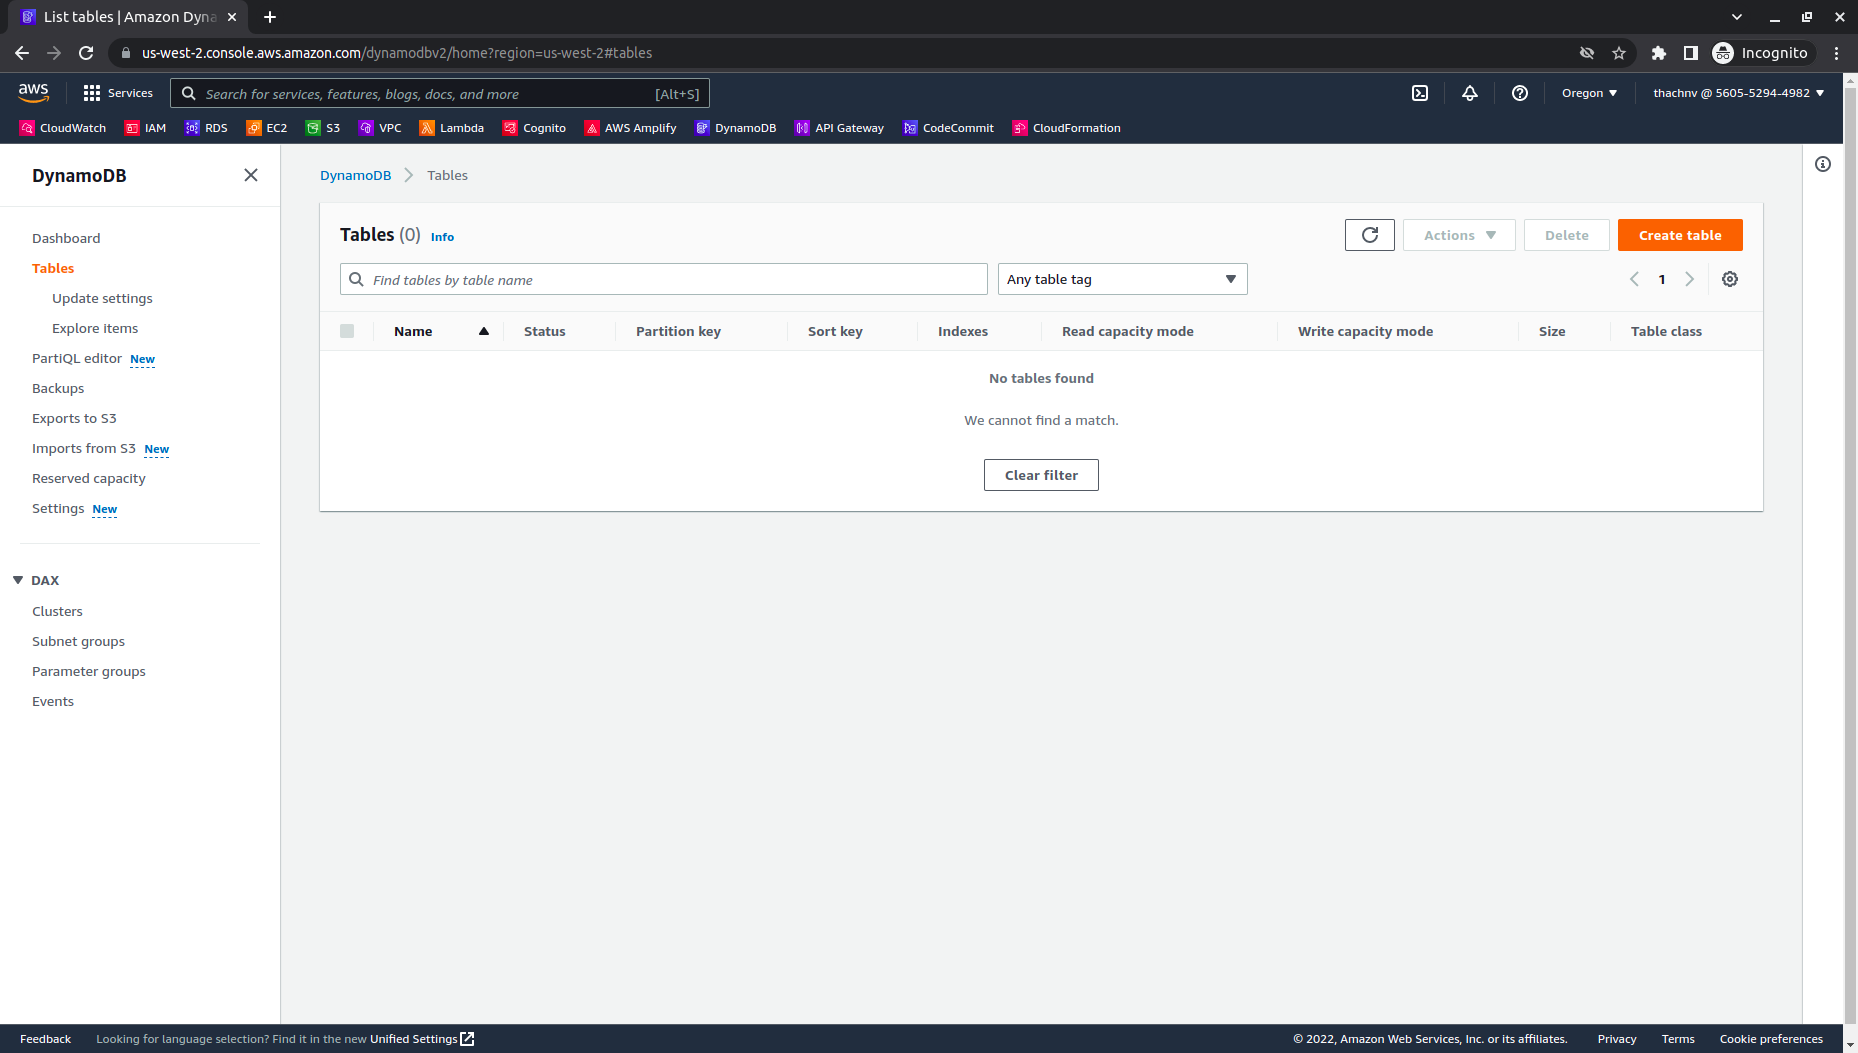 List tables | Amazon Dyna
us-west-2.console.aws.amazon.com/dynamodbv2/home?region=us-west-2#tables
Incognito
aws
Services
Search for services, features, blogs, docs, and more [Alt+S]
Oregon
thachnv @ 5605-5294-4982
CloudWatch IAM RDS EC2 S3 VPC Lambda Cognito AWS Amplify DynamoDB API Gateway CodeCommit CloudFormation
DynamoDB
Dashboard
Tables
Update settings
Explore items
PartiQL editor New
Backups
Exports to S3
Imports from S3 New
Reserved capacity
Settings New
DAX
Clusters
Subnet groups
Parameter groups
Events
DynamoDB Tables
Tables (0) Info
Actions
Delete
Create table
Find tables by table name
Any table tag
1
Name Status Partition key Sort key Indexes Read capacity mode Write capacity mode Size Table class
No tables found
We cannot find a match.
Clear filter
Feedback Looking for language selection? Find it in the new Unified Settings
© 2022, Amazon Web Services, Inc. or its affiliates. Privacy Terms Cookie preferences